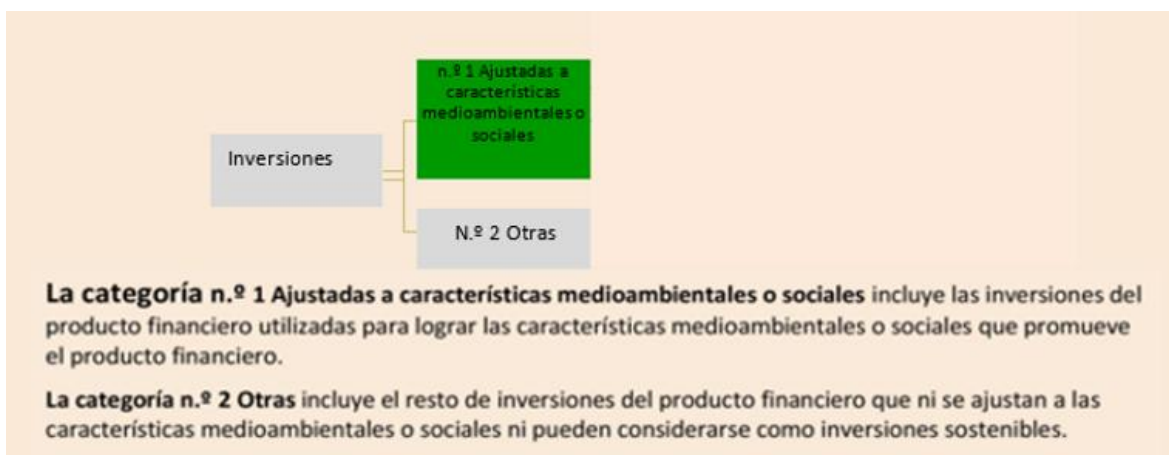 n.º 1 Ajustadas a
características
medioambientales o
sociales
Inversiones
N.º 2 Otras
La categoría n.º 1 Ajustadas a características medioambientales o sociales incluye las inversiones del
producto financiero utilizadas para lograr las características medioambientales o sociales que promueve
el producto financiero.
La categoría n.º 2 Otras incluye el resto de inversiones del producto financiero que ni se ajustan a las
características medioambientales o sociales ni pueden considerarse como inversiones sostenibles.